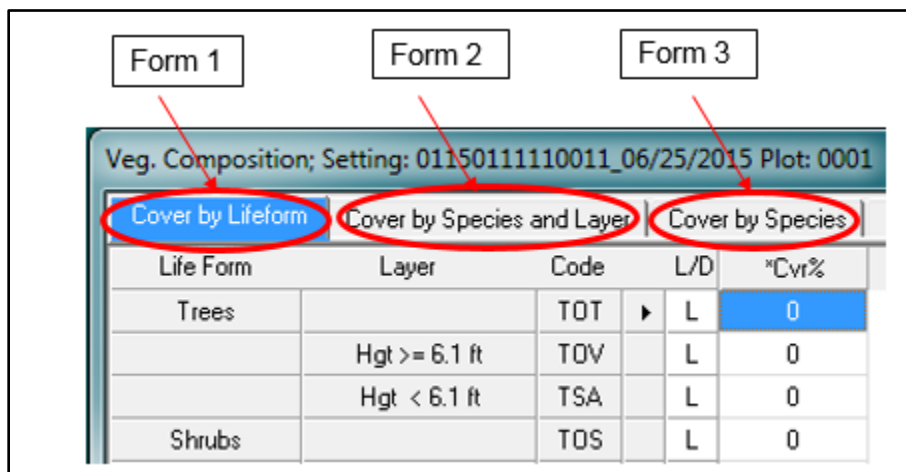 Form 1 Form 2 Form 3
Veg. Composition; Setting: 01150111110011_06/25/2015 Plot: 0001
Cover by Lifeform Cover by Species and Layer Cover by Species
Life Form Layer Code L/D *Cvr%
Trees TOT L 0
Hgt >= 6.1 ft TOV L 0
Hgt < 6.1 ft TSA L 0
Shrubs TOS L 0